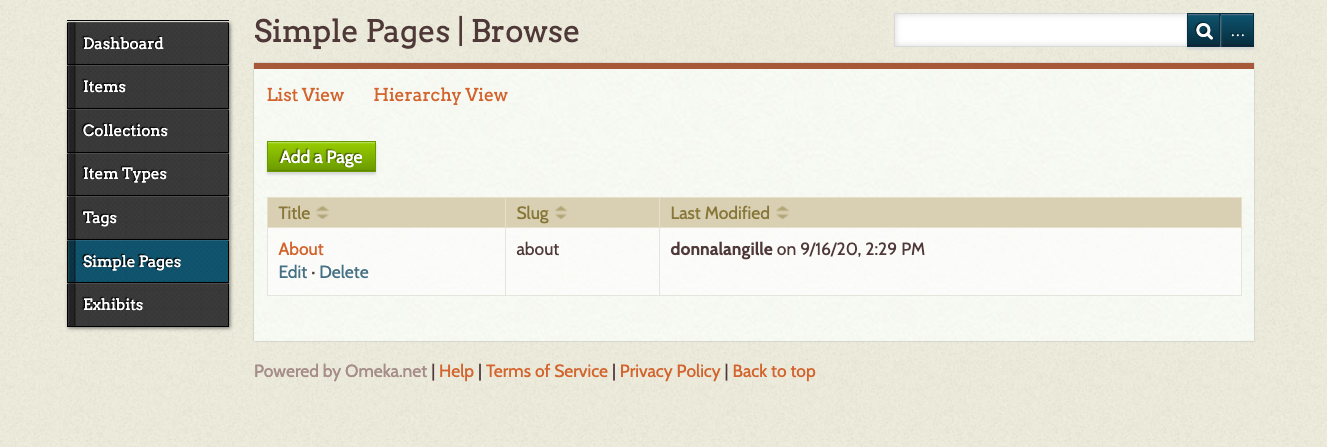 Dashboard
Items
Collections
Item Types
Tags
Simple Pages
Exhibits
Simple Pages | Browse
...
List View Hierarchy View
Add a Page
Title Slug Last Modified
About about donnalangille on 9/16/20, 2:29 PM
Edit · Delete
Powered by Omeka.net | Help | Terms of Service | Privacy Policy | Back to top